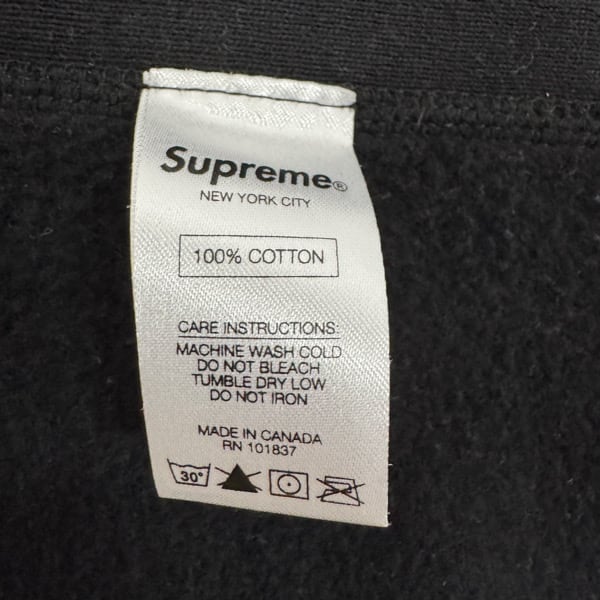 Supreme®
NEW YORK CITY
100% COTTON
CARE INSTRUCTIONS:
MACHINE WASH COLD
DO NOT BLEACH
TUMBLE DRY LOW
DO NOT IRON
MADE IN CANADA
RN 101837
30°